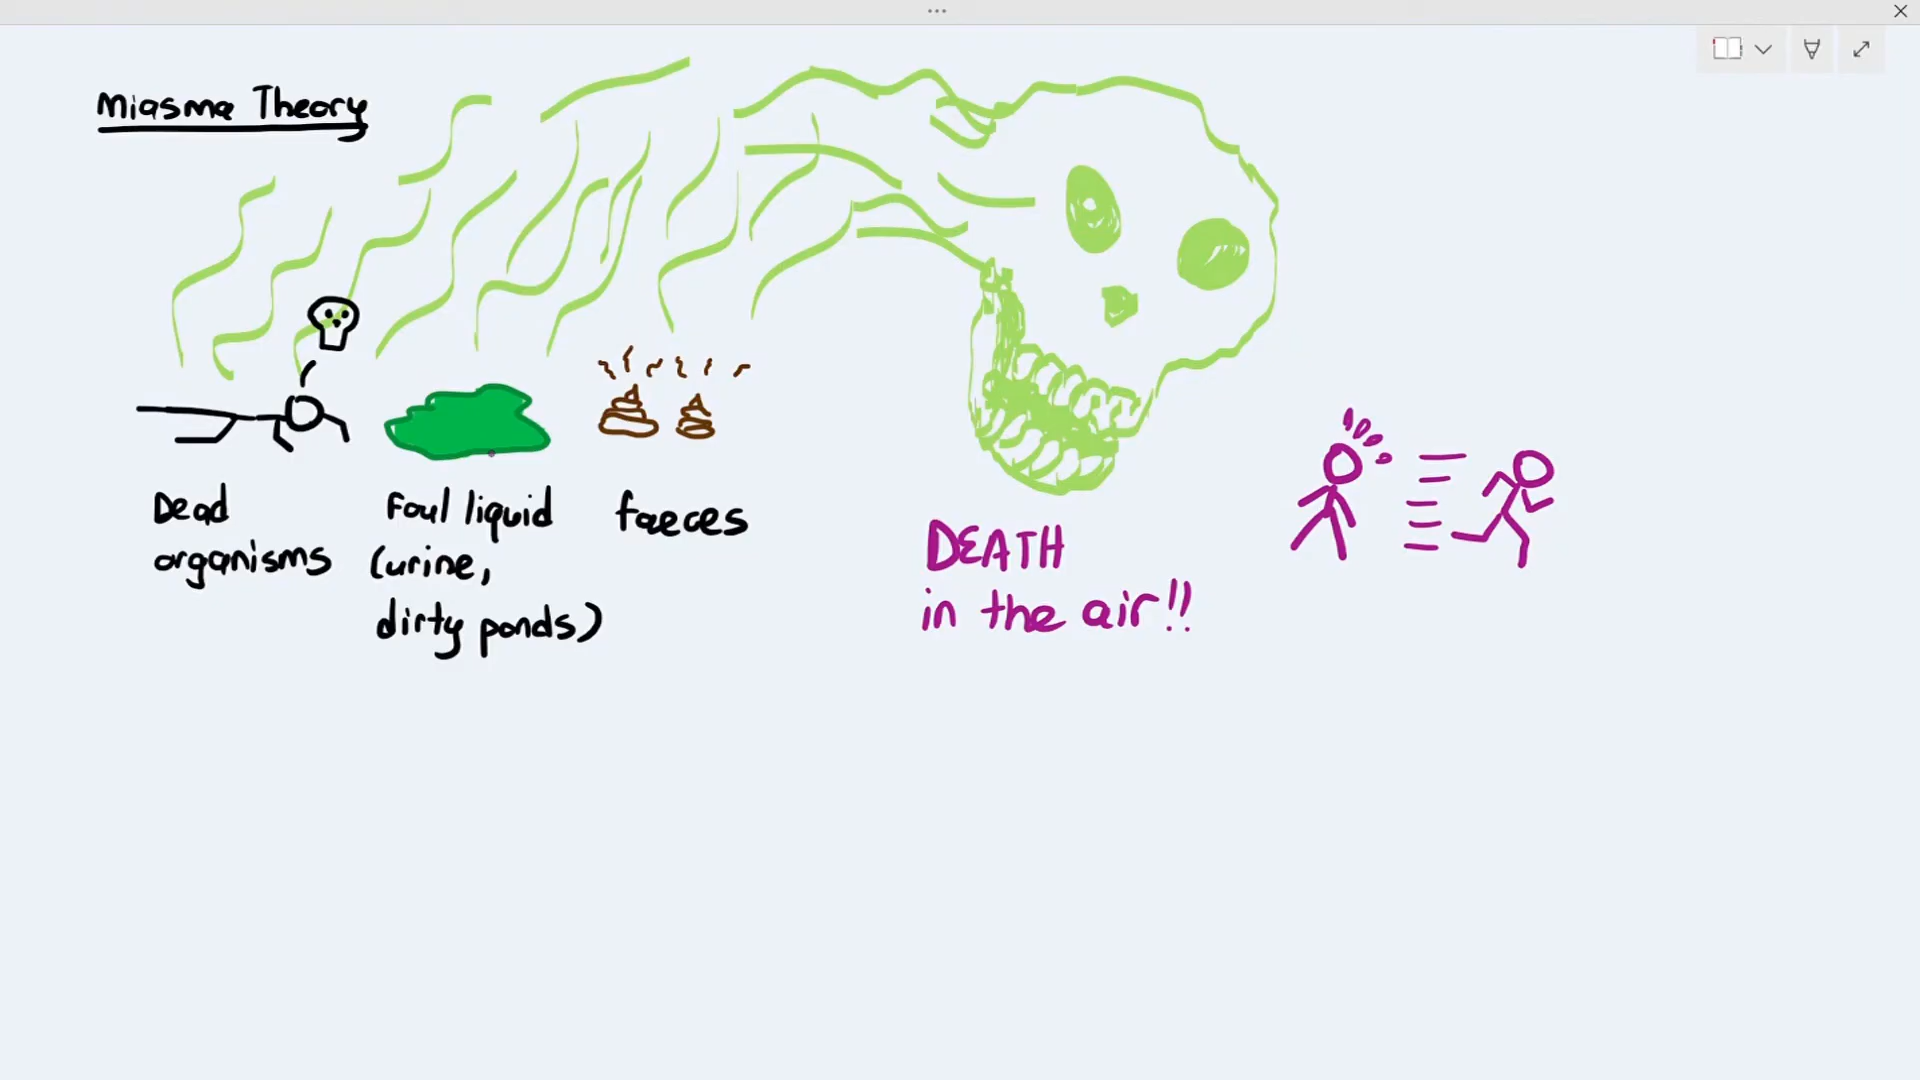 Miasma Theory
Dead
organisms
Foul liquid
(urine,
dirty ponds)
faeces
DEATH
in the air!!